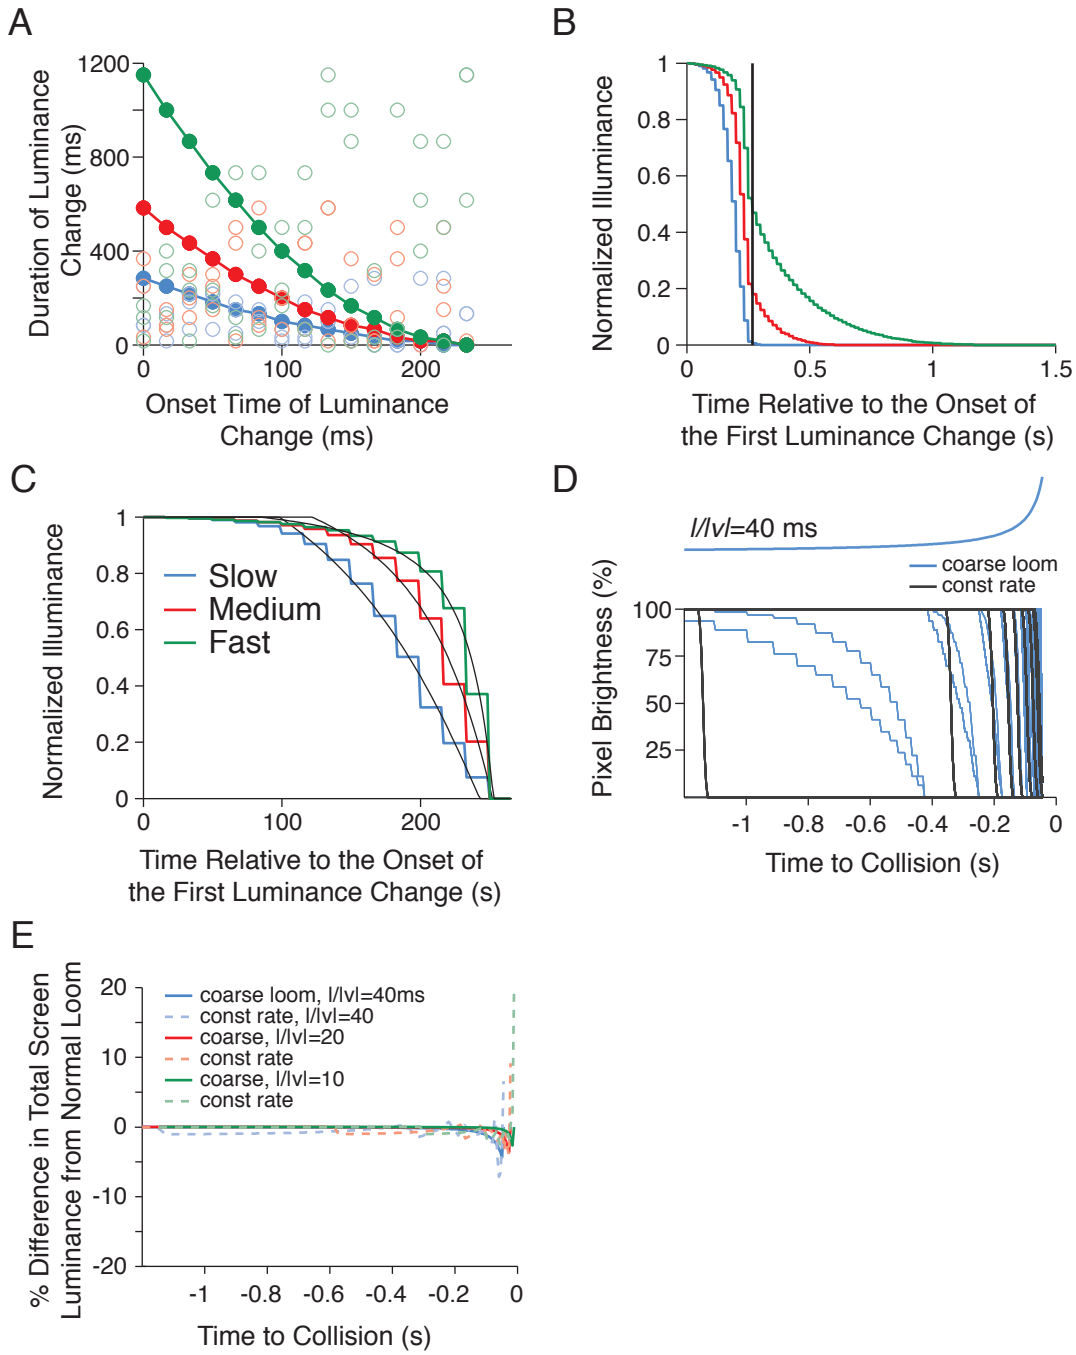 A
Duration of Luminance
Change (ms)
1200
800
400
0
0
100
200
Onset Time of Luminance
Change (ms)
B
Normalized Illuminance
1
0.8
0.6
0.4
0.2
0
0
0.5
1
1.5
Time Relative to the Onset of
the First Luminance Change (s)
C
Normalized Illuminance
1
0.8
0.6
0.4
0.2
0
Slow
Medium
Fast
0
100
200
Time Relative to the Onset of
the First Luminance Change (s)
D
l/|v|=40 ms
coarse loom
const rate
Pixel Brightness (%)
100
75
50
25
-1
-0.8
-0.6
-0.4
-0.2
0
Time to Collision (s)
E
% Difference in Total Screen
Luminance from Normal Loom
20
10
0
-10
-20
coarse loom, l/|v|=40ms
const rate, l/|v|=40
coarse, l/|v|=20
const rate
coarse, l/|v|=10
const rate
-1
-0.8
-0.6
-0.4
-0.2
0
Time to Collision (s)